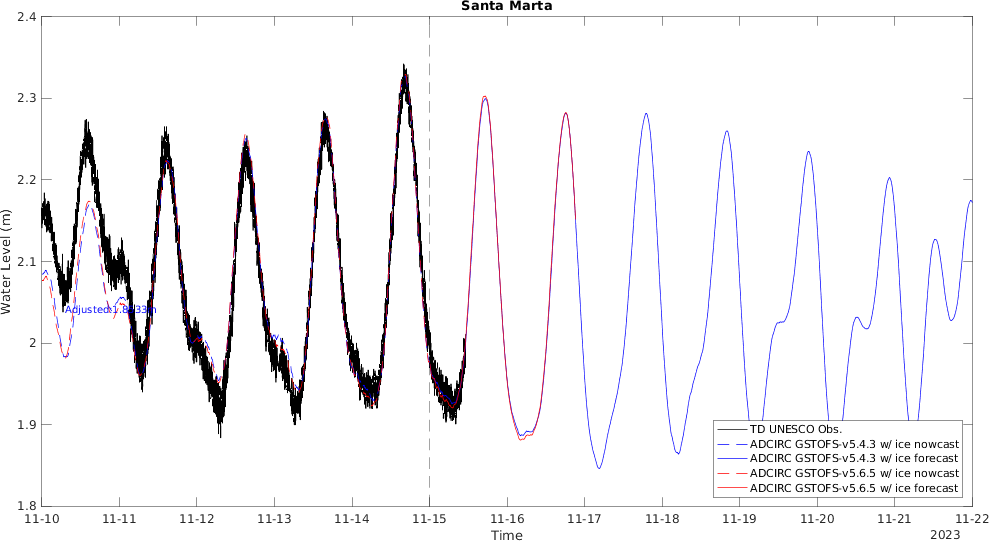 Santa Marta
2.4
2.3
2.2
2.1
2
1.9
1.8
Water Level (m)
TD UNESCO Obs.
ADCIRC GSTOFS-v5.4.3 w/ ice nowcast
ADCIRC GSTOFS-v5.4.3 w/ ice forecast
ADCIRC GSTOFS-v5.6.5 w/ ice nowcast
ADCIRC GSTOFS-v5.6.5 w/ ice forecast
11-10 11-11 11-12 11-13 11-14 11-15 11-16 11-17 11-18 11-19 11-20 11-21 11-22
Time
2023